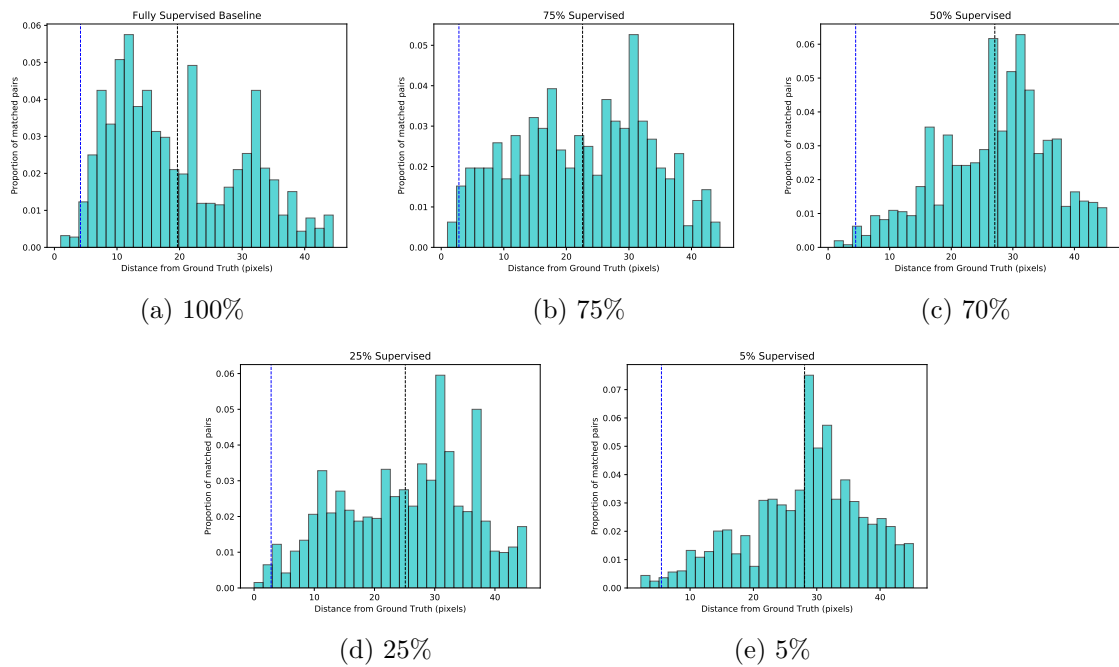 Fully Supervised Baseline
Proportion of matched pairs
0.06
0.05
0.04
0.03
0.02
0.01
0.00
0 10 20 30 40
Distance from Ground Truth (pixels)
(a) 100%
75% Supervised
Proportion of matched pairs
0.05
0.04
0.03
0.02
0.01
0.00
0 10 20 30 40
Distance from Ground Truth (pixels)
(b) 75%
50% Supervised
Proportion of matched pairs
0.06
0.05
0.04
0.03
0.02
0.01
0.00
0 10 20 30 40
Distance from Ground Truth (pixels)
(c) 70%
25% Supervised
Proportion of matched pairs
0.06
0.05
0.04
0.03
0.02
0.01
0.00
0 10 20 30 40
Distance from Ground Truth (pixels)
(d) 25%
5% Supervised
Proportion of matched pairs
0.07
0.06
0.05
0.04
0.03
0.02
0.01
0.00
10 20 30 40
Distance from Ground Truth (pixels)
(e) 5%